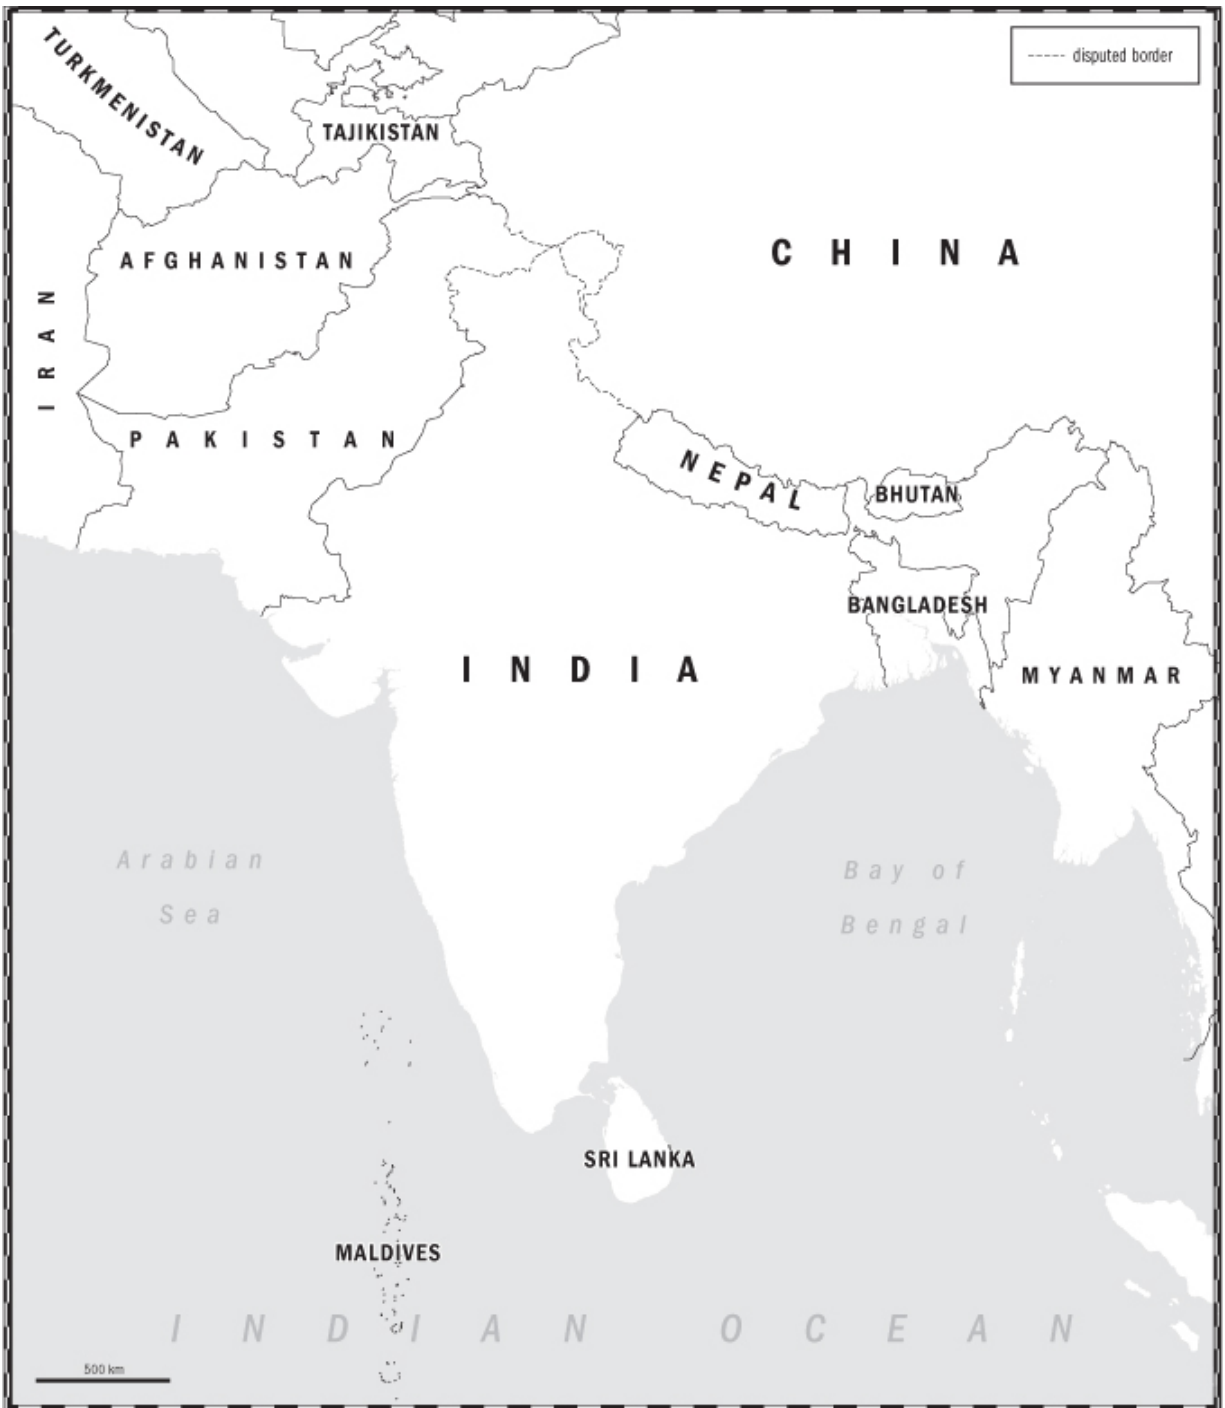 disputed border
TURKMENISTAN
TAJIKISTAN
CHINA
AFGHANISTAN
IRAN
PAKISTAN
NEPAL
BHUTAN
BANGLADESH
INDIA
MYANMAR
Arabian
Sea
Bay of
Bengal
SRI LANKA
MALDIVES
INDIAN OCEAN
500 km